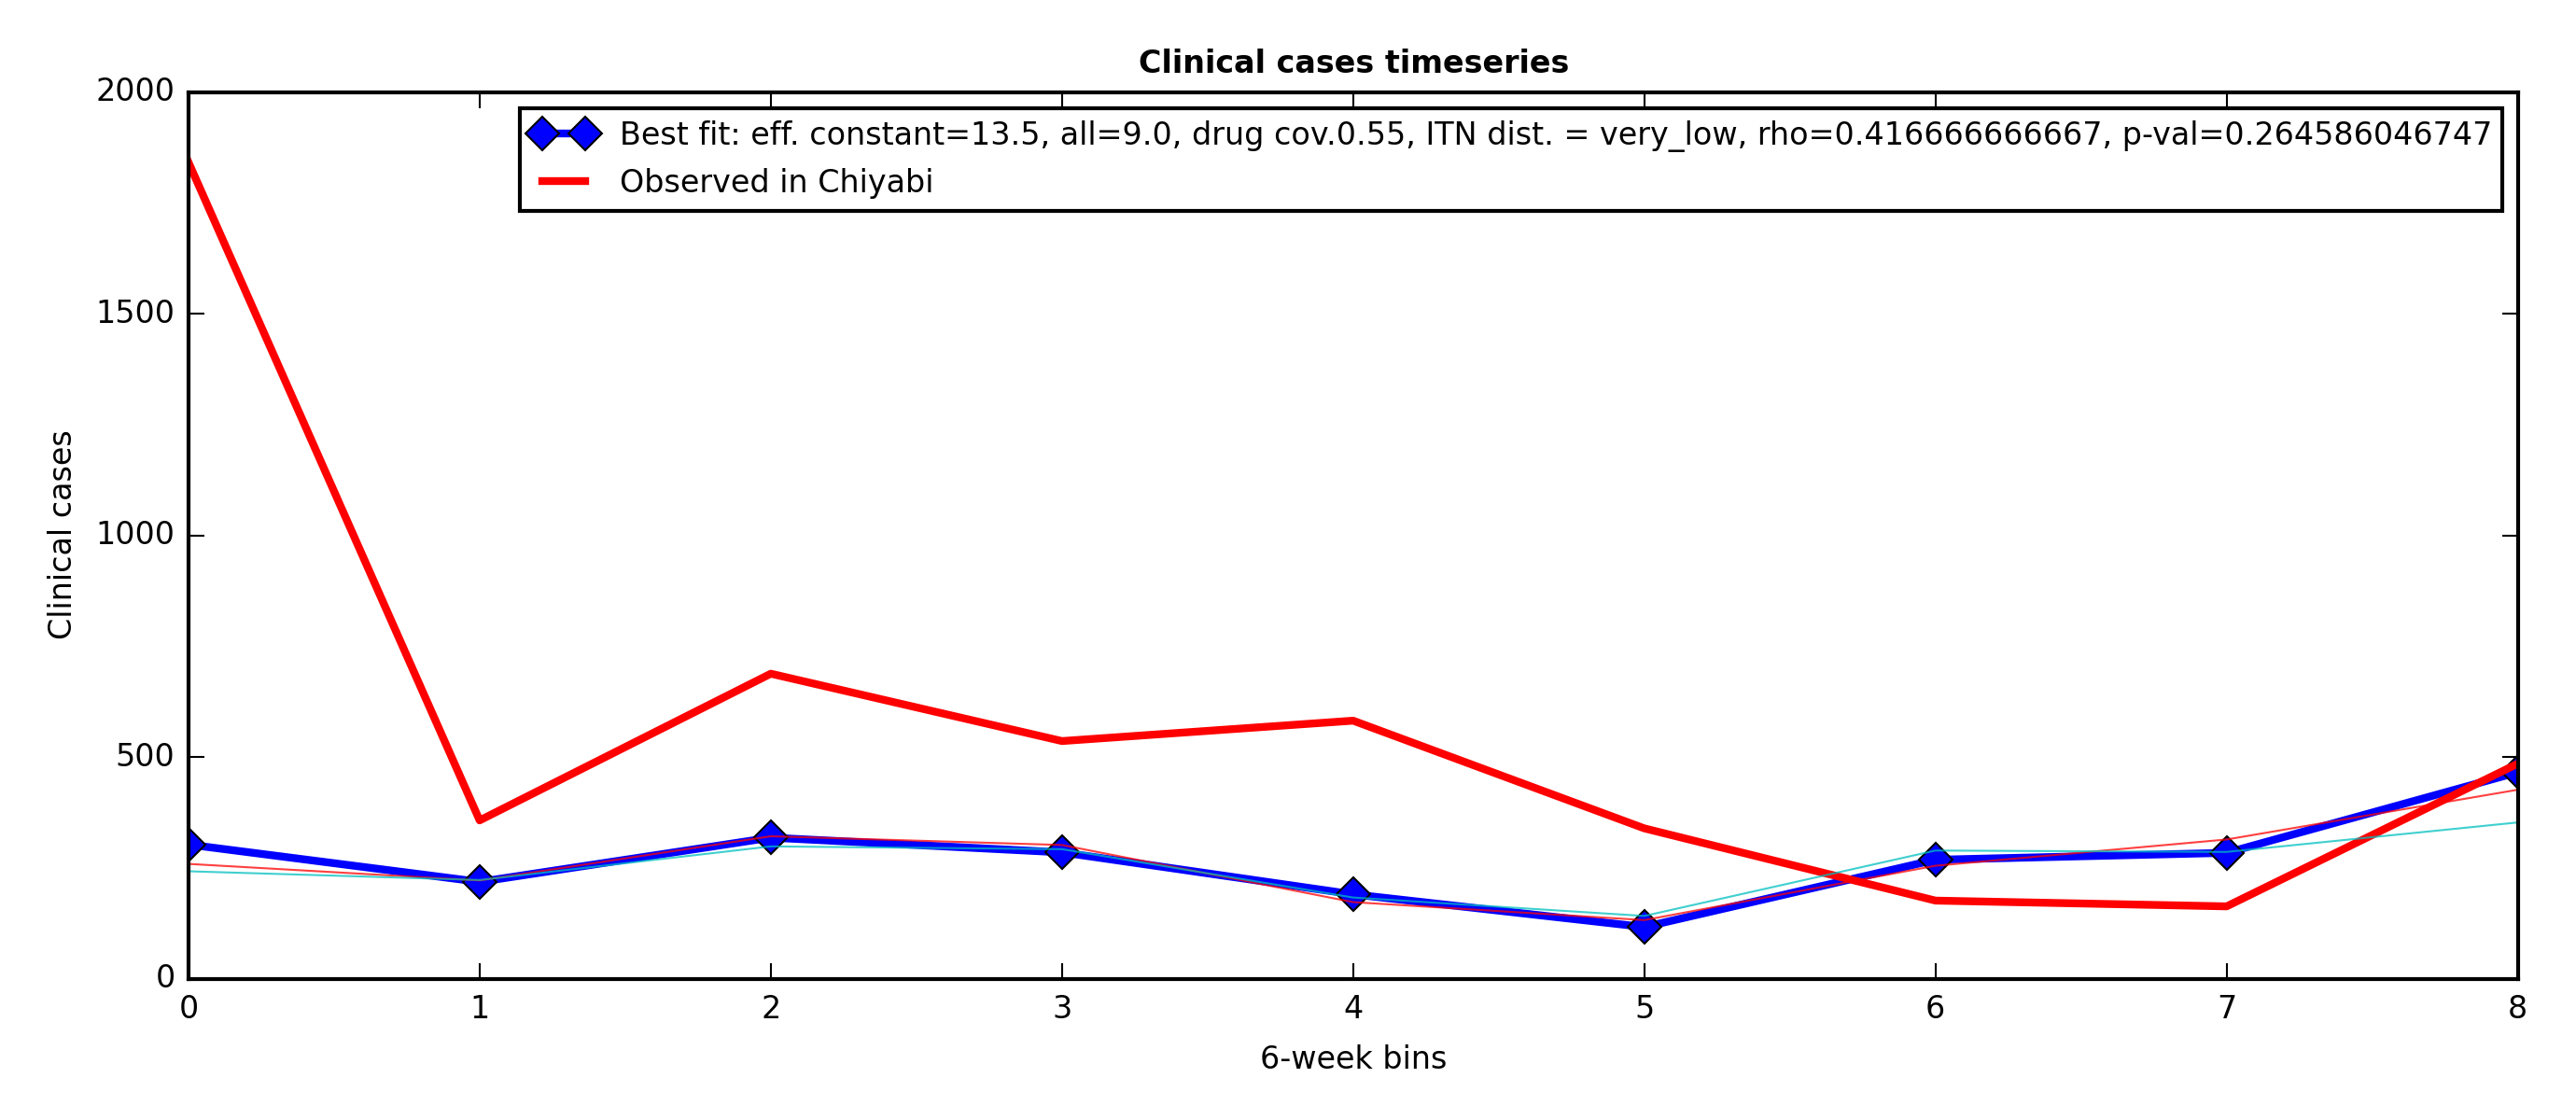 Clinical cases timeseries
2000
1500
1000
500
0
Clinical cases
Best fit: eff. constant=13.5, all=9.0, drug cov.0.55, ITN dist. = very_low, rho=0.416666666667, p-val=0.264586046747
Observed in Chiyabi
0 1 2 3 4 5 6 7 8
6-week bins